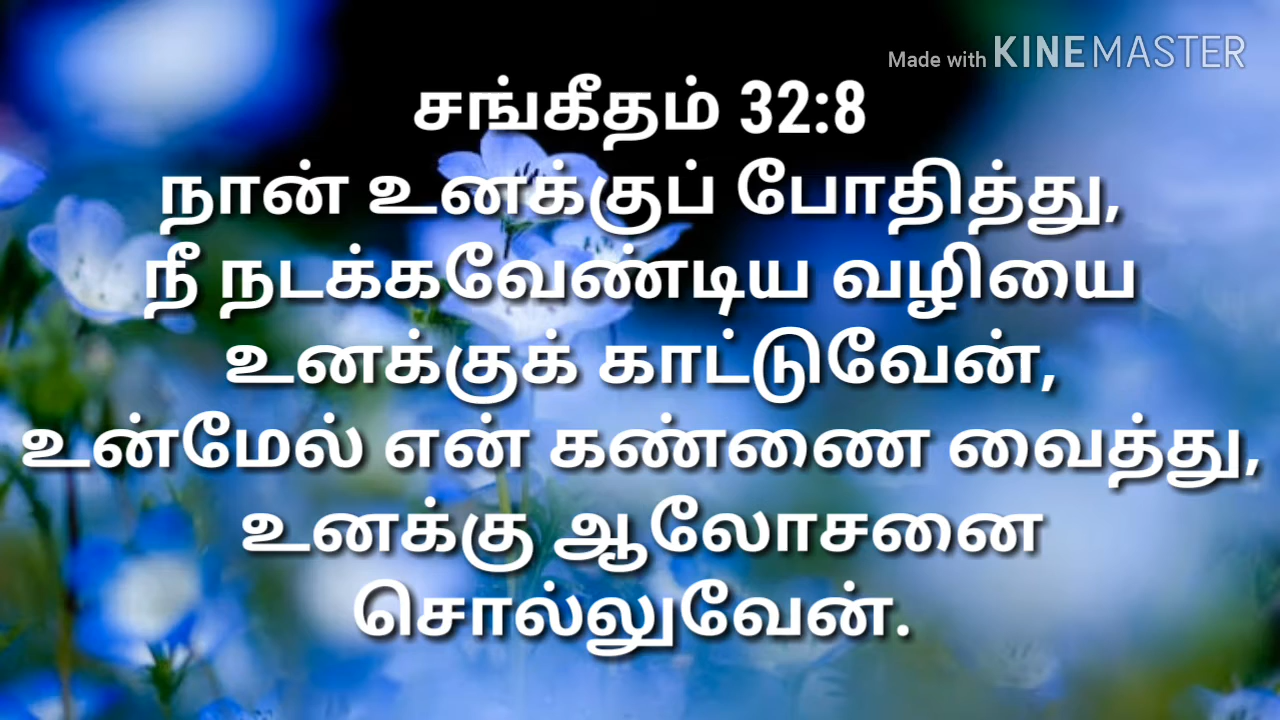 Made with KINEMASTER
சங்கீதம் 32:8
நான் உனக்குப் போதித்து,
நீ நடக்கவேண்டிய வழியை
உனக்குக் காட்டுவேன்,
உன்மேல் என் கண்ணை வைத்து,
உனக்கு ஆலோசனை
சொல்லுவேன்.